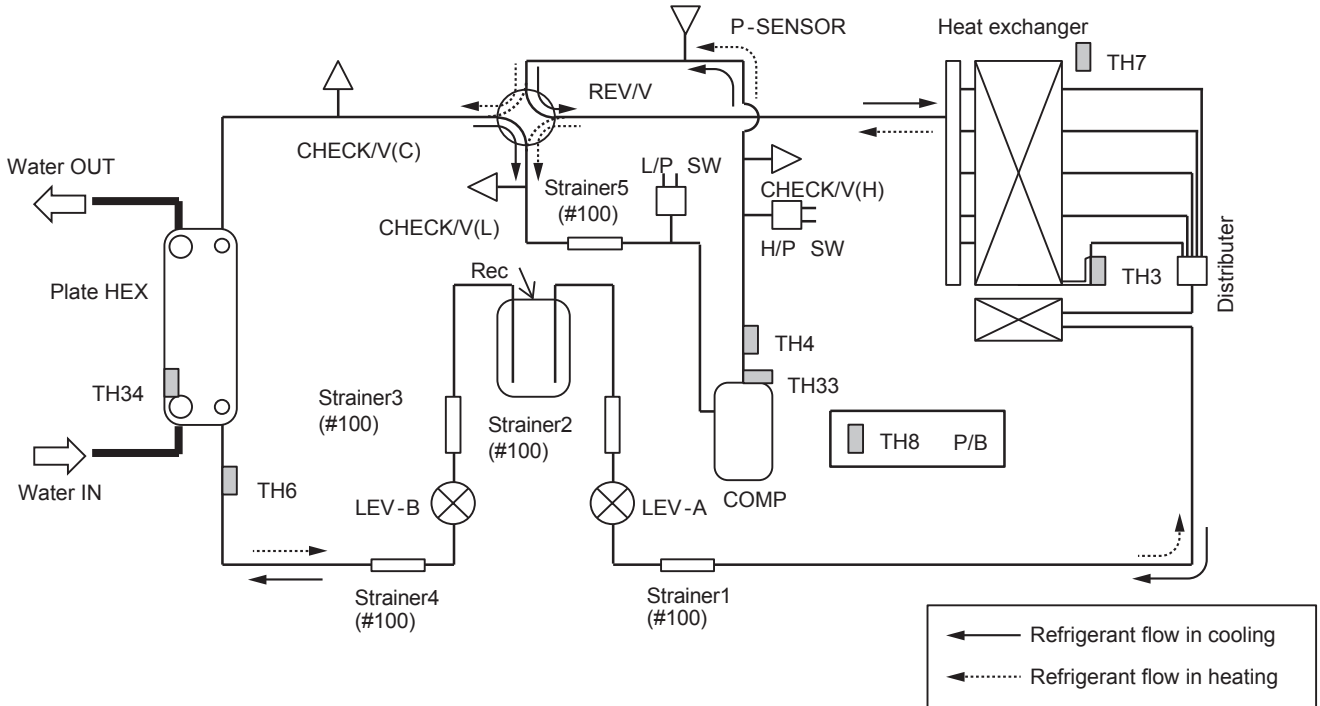 P-SENSOR
Heat exchanger
TH7
REV/V
CHECK/V(C)
Water OUT
L/P SW
Strainer5
(#100)
CHECK/V(H)
CHECK/V(L)
H/P SW
Rec
Plate HEX
TH3
Distributer
TH4
TH33
TH34
Strainer3
(#100)
Strainer2
(#100)
TH8 P/B
Water IN
TH6
LEV-B
LEV-A
COMP
Strainer4
(#100)
Strainer1
(#100)
Refrigerant flow in cooling
Refrigerant flow in heating